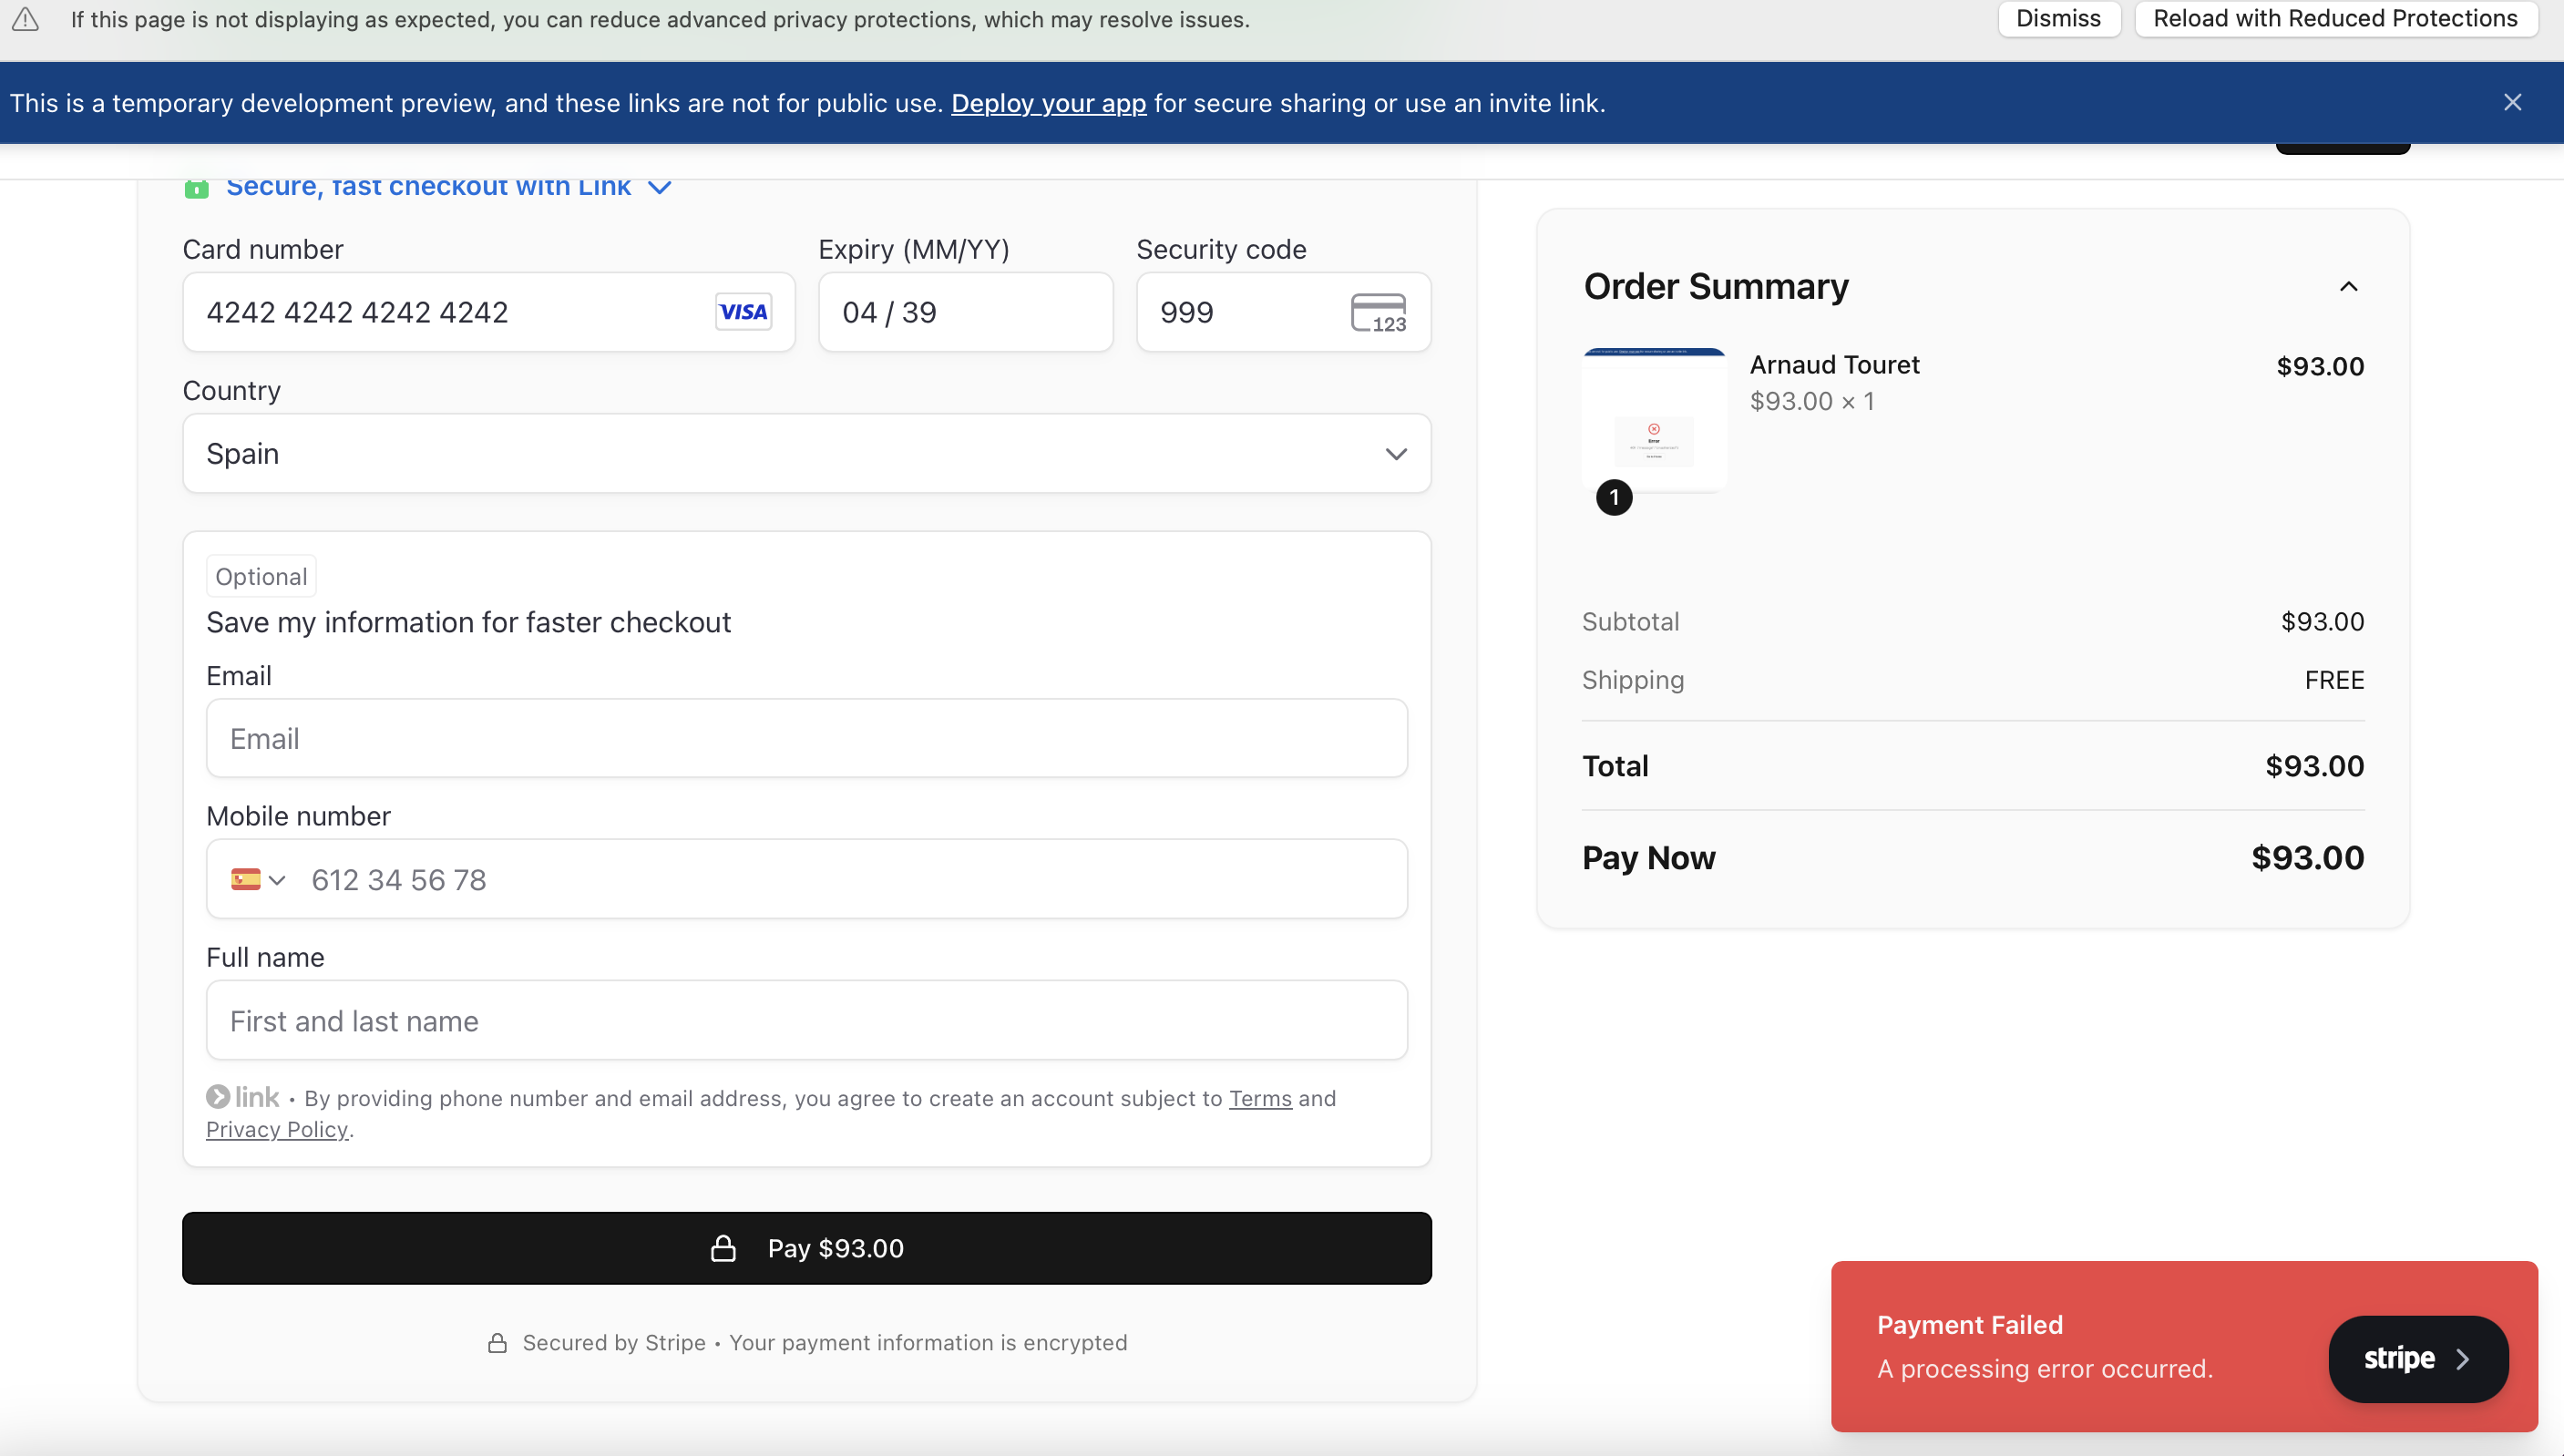 If this page is not displaying as expected, you can reduce advanced privacy protections, which may resolve issues.
Dismiss
Reload with Reduced Protections
This is a temporary development preview, and these links are not for public use. Deploy your app for secure sharing or use an invite link.
Secure, fast checkout with Link
Card number
Expiry (MM/YY)
Security code
4242 4242 4242 4242
VISA
04 / 39
999
123
Country
Spain
Optional
Save my information for faster checkout
Email
Email
Mobile number
612 34 56 78
Full name
First and last name
link • By providing phone number and email address, you agree to create an account subject to Terms and
Privacy Policy.
Pay $93.00
Secured by Stripe • Your payment information is encrypted
Order Summary
Arnaud Touret
$93.00
$93.00 × 1
Error
1
Subtotal
$93.00
Shipping
FREE
Total
$93.00
Pay Now
$93.00
Payment Failed
A processing error occurred.
stripe